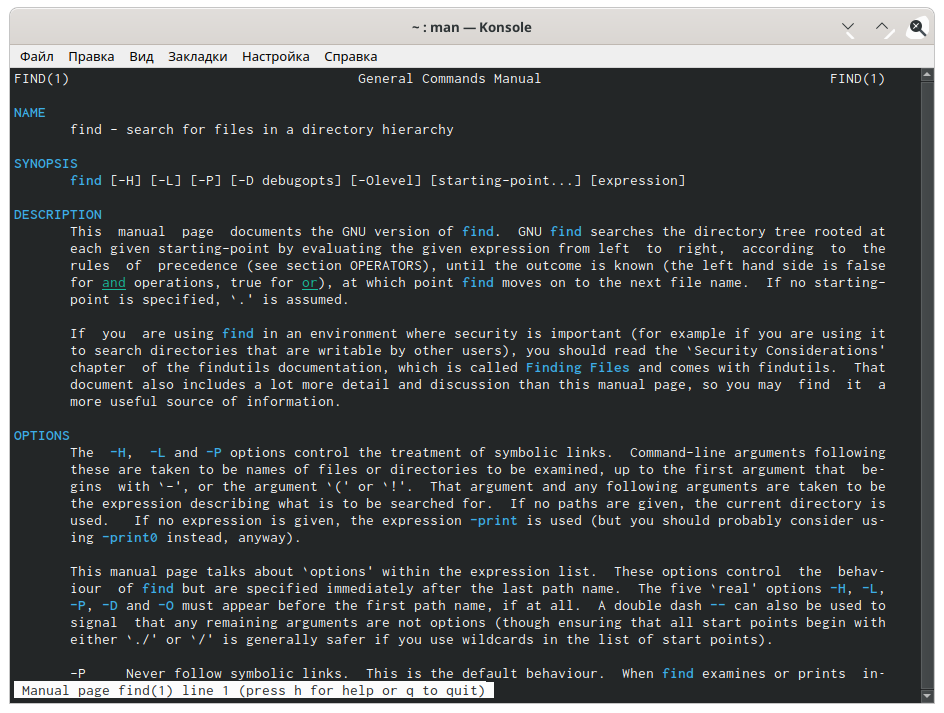 ~ : man — Konsole
Файл Правка Вид Закладки Настройка Справка
FIND(1) General Commands Manual FIND(1)
NAME
find - search for files in a directory hierarchy
SYNOPSIS
find [-H] [-L] [-P] [-D debugopts] [-Olevel] [starting-point...] [expression]
DESCRIPTION
This manual page documents the GNU version of find. GNU find searches the directory tree rooted at
each given starting-point by evaluating the given expression from left to right, according to the
rules of precedence (see section OPERATORS), until the outcome is known (the left hand side is false
for and operations, true for or), at which point find moves on to the next file name. If no starting-
point is specified, `.' is assumed.
If you are using find in an environment where security is important (for example if you are using it
to search directories that are writable by other users), you should read the `Security Considerations'
chapter of the findutils documentation, which is called Finding Files and comes with findutils. That
document also includes a lot more detail and discussion than this manual page, so you may find it a
more useful source of information.
OPTIONS
The -H, -L and -P options control the treatment of symbolic links. Command-line arguments following
these are taken to be names of files or directories to be examined, up to the first argument that be-
gins with `-', or the argument `(' or `!'. That argument and any following arguments are taken to be
the expression describing what is to be searched for. If no paths are given, the current directory is
used. If no expression is given, the expression -print is used (but you should probably consider us-
ing -print0 instead, anyway).
This manual page talks about `options' within the expression list. These options control the behav-
iour of find but are specified immediately after the last path name. The five `real' options -H, -L,
-P, -D and -O must appear before the first path name, if at all. A double dash -- can also be used to
signal that any remaining arguments are not options (though ensuring that all start points begin with
either `./' or `/' is generally safer if you use wildcards in the list of start points).
-P Never follow symbolic links. This is the default behaviour. When find examines or prints in-
Manual page find(1) line 1 (press h for help or q to quit)